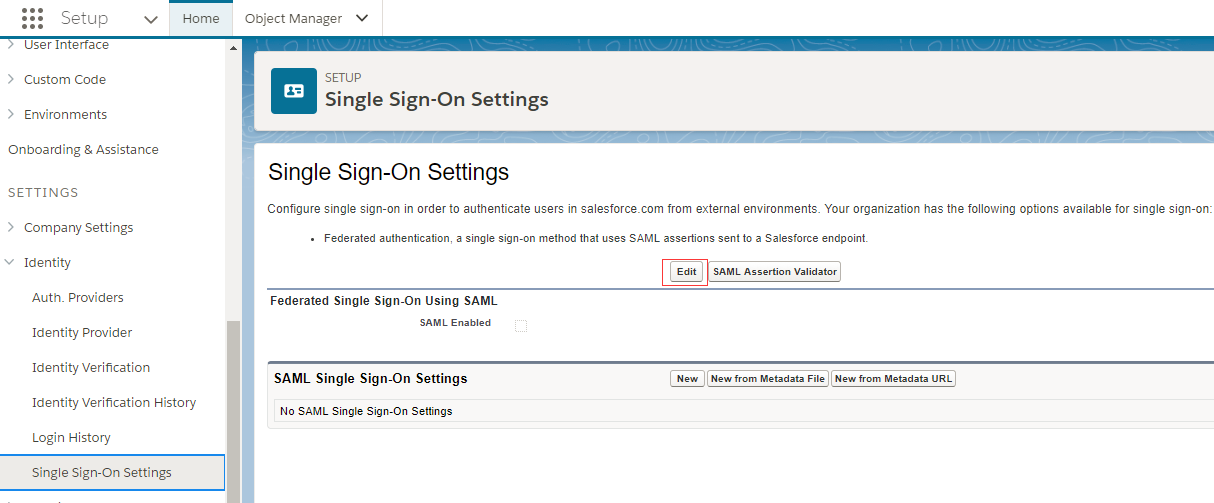 Setup
Home
Object Manager
User Interface
Custom Code
Environments
Onboarding & Assistance
SETTINGS
Company Settings
Identity
Auth. Providers
Identity Provider
Identity Verification
Identity Verification History
Login History
Single Sign-On Settings
SETUP
Single Sign-On Settings
Single Sign-On Settings
Configure single sign-on in order to authenticate users in salesforce.com from external environments. Your organization has the following options available for single sign-on:
• Federated authentication, a single sign-on method that uses SAML assertions sent to a Salesforce endpoint.
Edit SAML Assertion Validator
Federated Single Sign-On Using SAML
SAML Enabled
SAML Single Sign-On Settings New New from Metadata File New from Metadata URL
No SAML Single Sign-On Settings